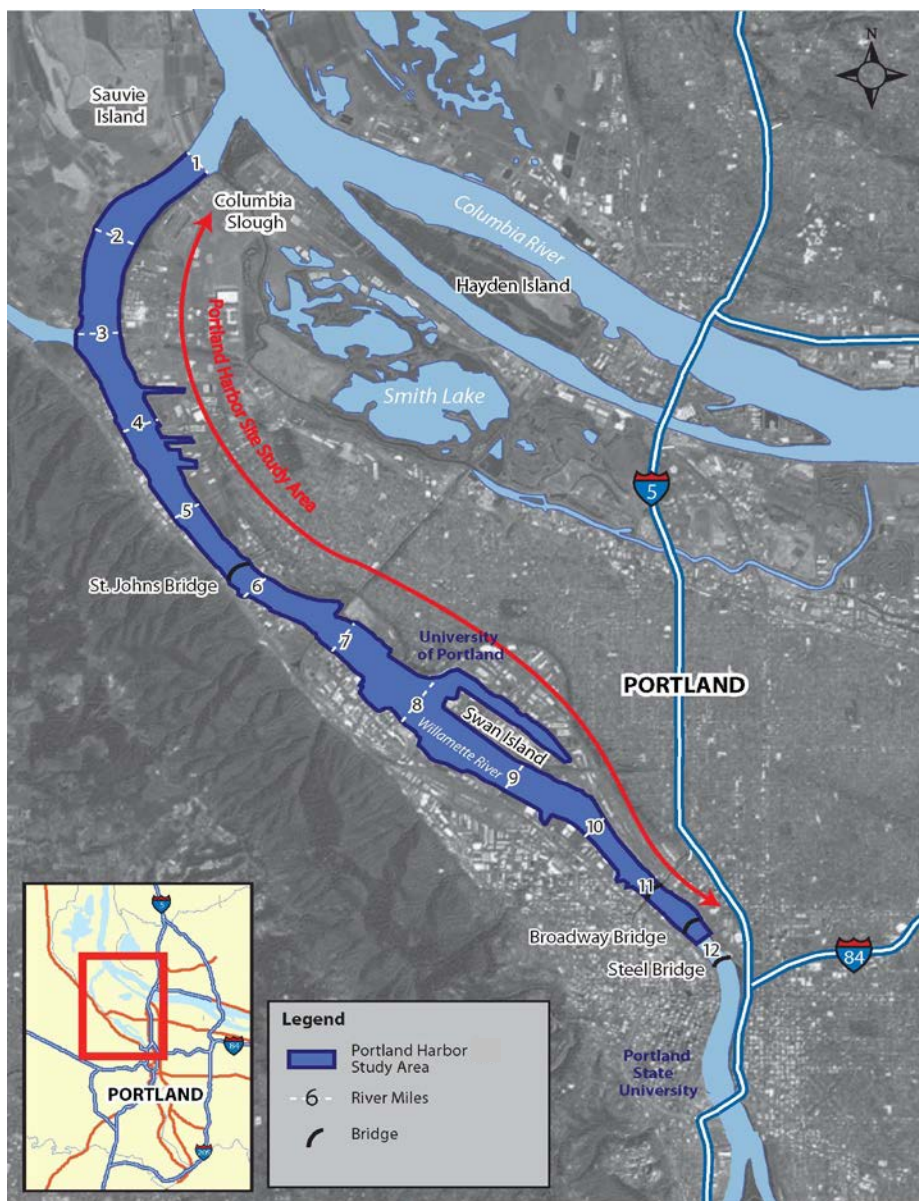 N
Sauvie
Island
1
Columbia
Slough
2
Columbia River
Hayden Island
3
Portland Harbor Site Study Area
Smith Lake
4
5
5
St. Johns Bridge
6
7
University
of Portland
PORTLAND
8
Swan Island
Willamette River
9
10
11
Broadway Bridge
12
Steel Bridge
84
Portland
State
University
5
84
PORTLAND
205
Legend
Portland Harbor
Study Area
6
River Miles
Bridge